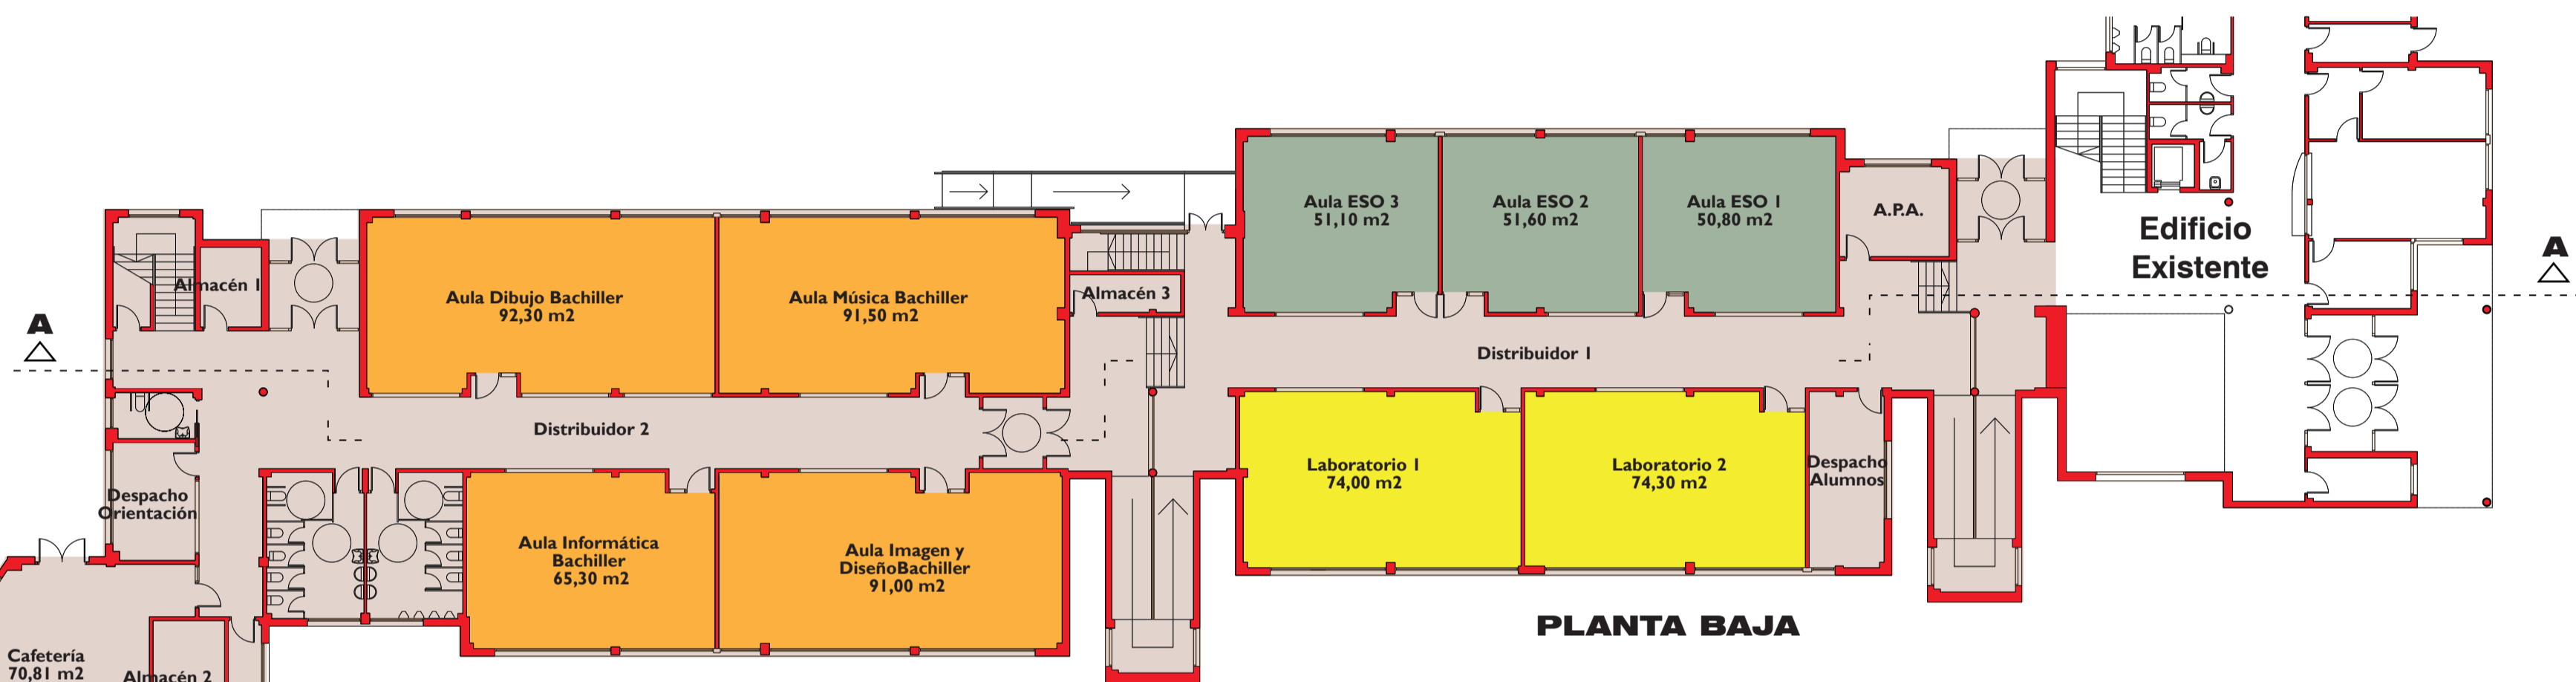 Edificio
Existente
A
A
Aula ESO 3
51,10 m2
Aula ESO 2
51,60 m2
Aula ESO 1
50,80 m2
A.P.A.
Almacén 1
Aula Dibujo Bachiller
92,30 m2
Aula Música Bachiller
91,50 m2
Almacén 3
Distribuidor 1
Distribuidor 2
Laboratorio 1
74,00 m2
Laboratorio 2
74,30 m2
Despacho
Alumnos
Despacho
Orientación
Aula Informática
Bachiller
65,30 m2
Aula Imagen y
DiseñoBachiller
91,00 m2
PLANTA BAJA
Cafetería
70,81 m2
Almacén 2